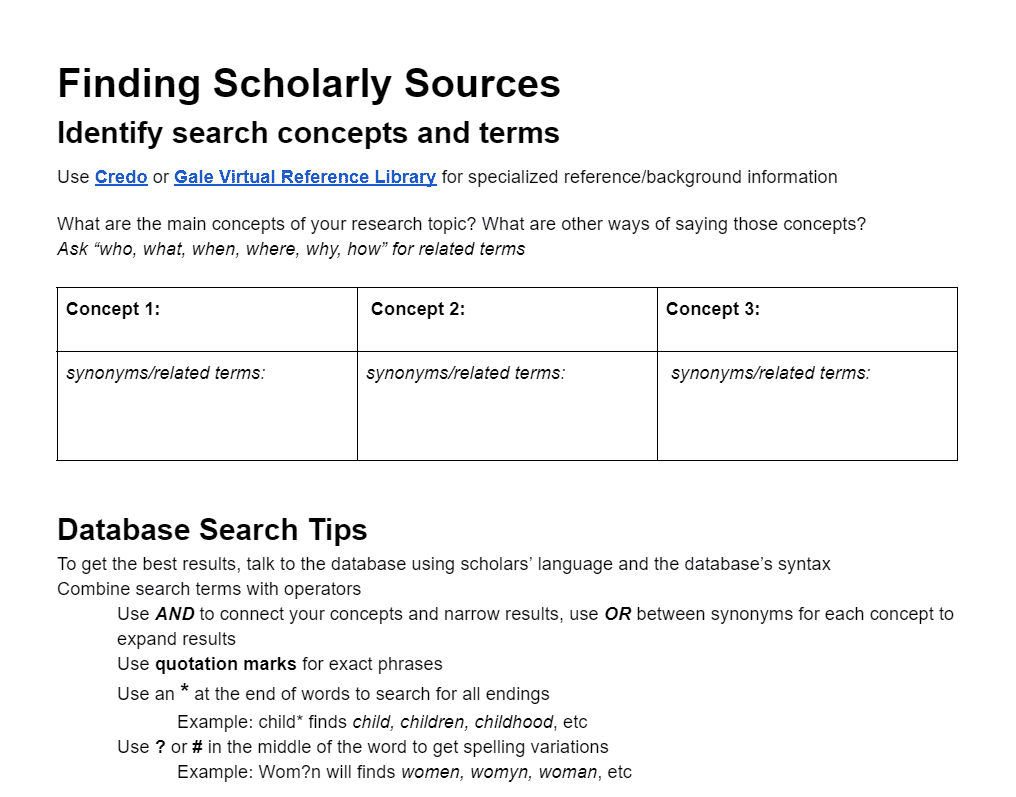 Finding Scholarly Sources
Identify search concepts and terms
Use Credo or Gale Virtual Reference Library for specialized reference/background information
What are the main concepts of your research topic? What are other ways of saying those concepts?
Ask “who, what, when, where, why, how” for related terms
Concept 1:
Concept 2:
Concept 3:
synonyms/related terms:
synonyms/related terms:
synonyms/related terms:
Database Search Tips
To get the best results, talk to the database using scholars’ language and the database’s syntax
Combine search terms with operators
Use AND to connect your concepts and narrow results, use OR between synonyms for each concept to
expand results
Use quotation marks for exact phrases
Use an * at the end of words to search for all endings
Example: child* finds child, children, childhood, etc
Use ? or # in the middle of the word to get spelling variations
Example: Wom?n will finds women, womyn, woman, etc